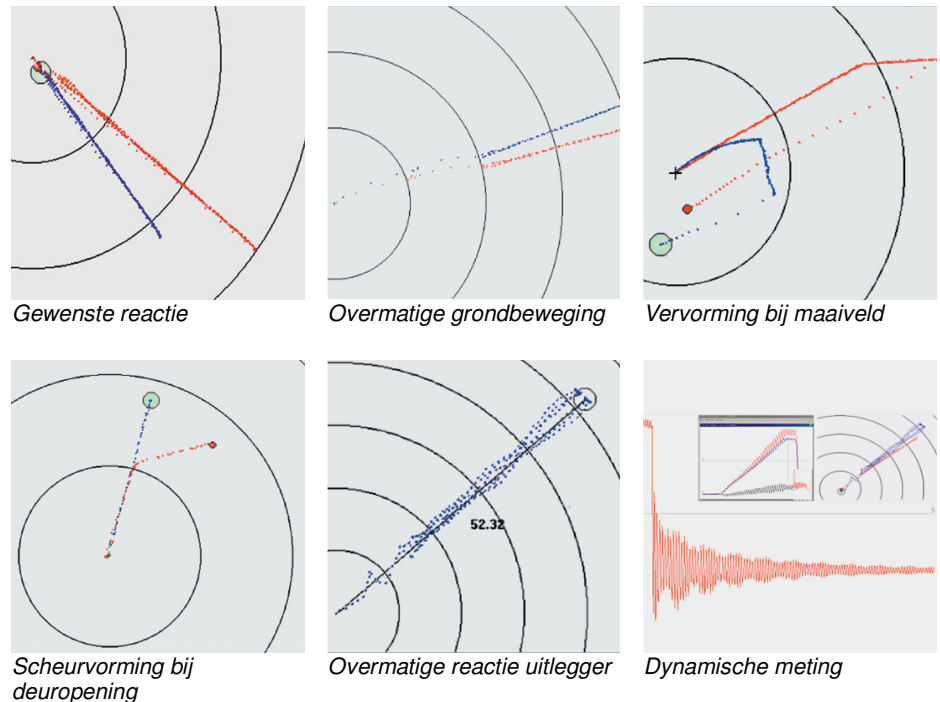 Gewenste reactie
Overmatige grondbeweging
Vervorming bij maaiveld
52.32
Scheurvorming bij
deuropening
Overmatige reactie uitlegger
Dynamische meting